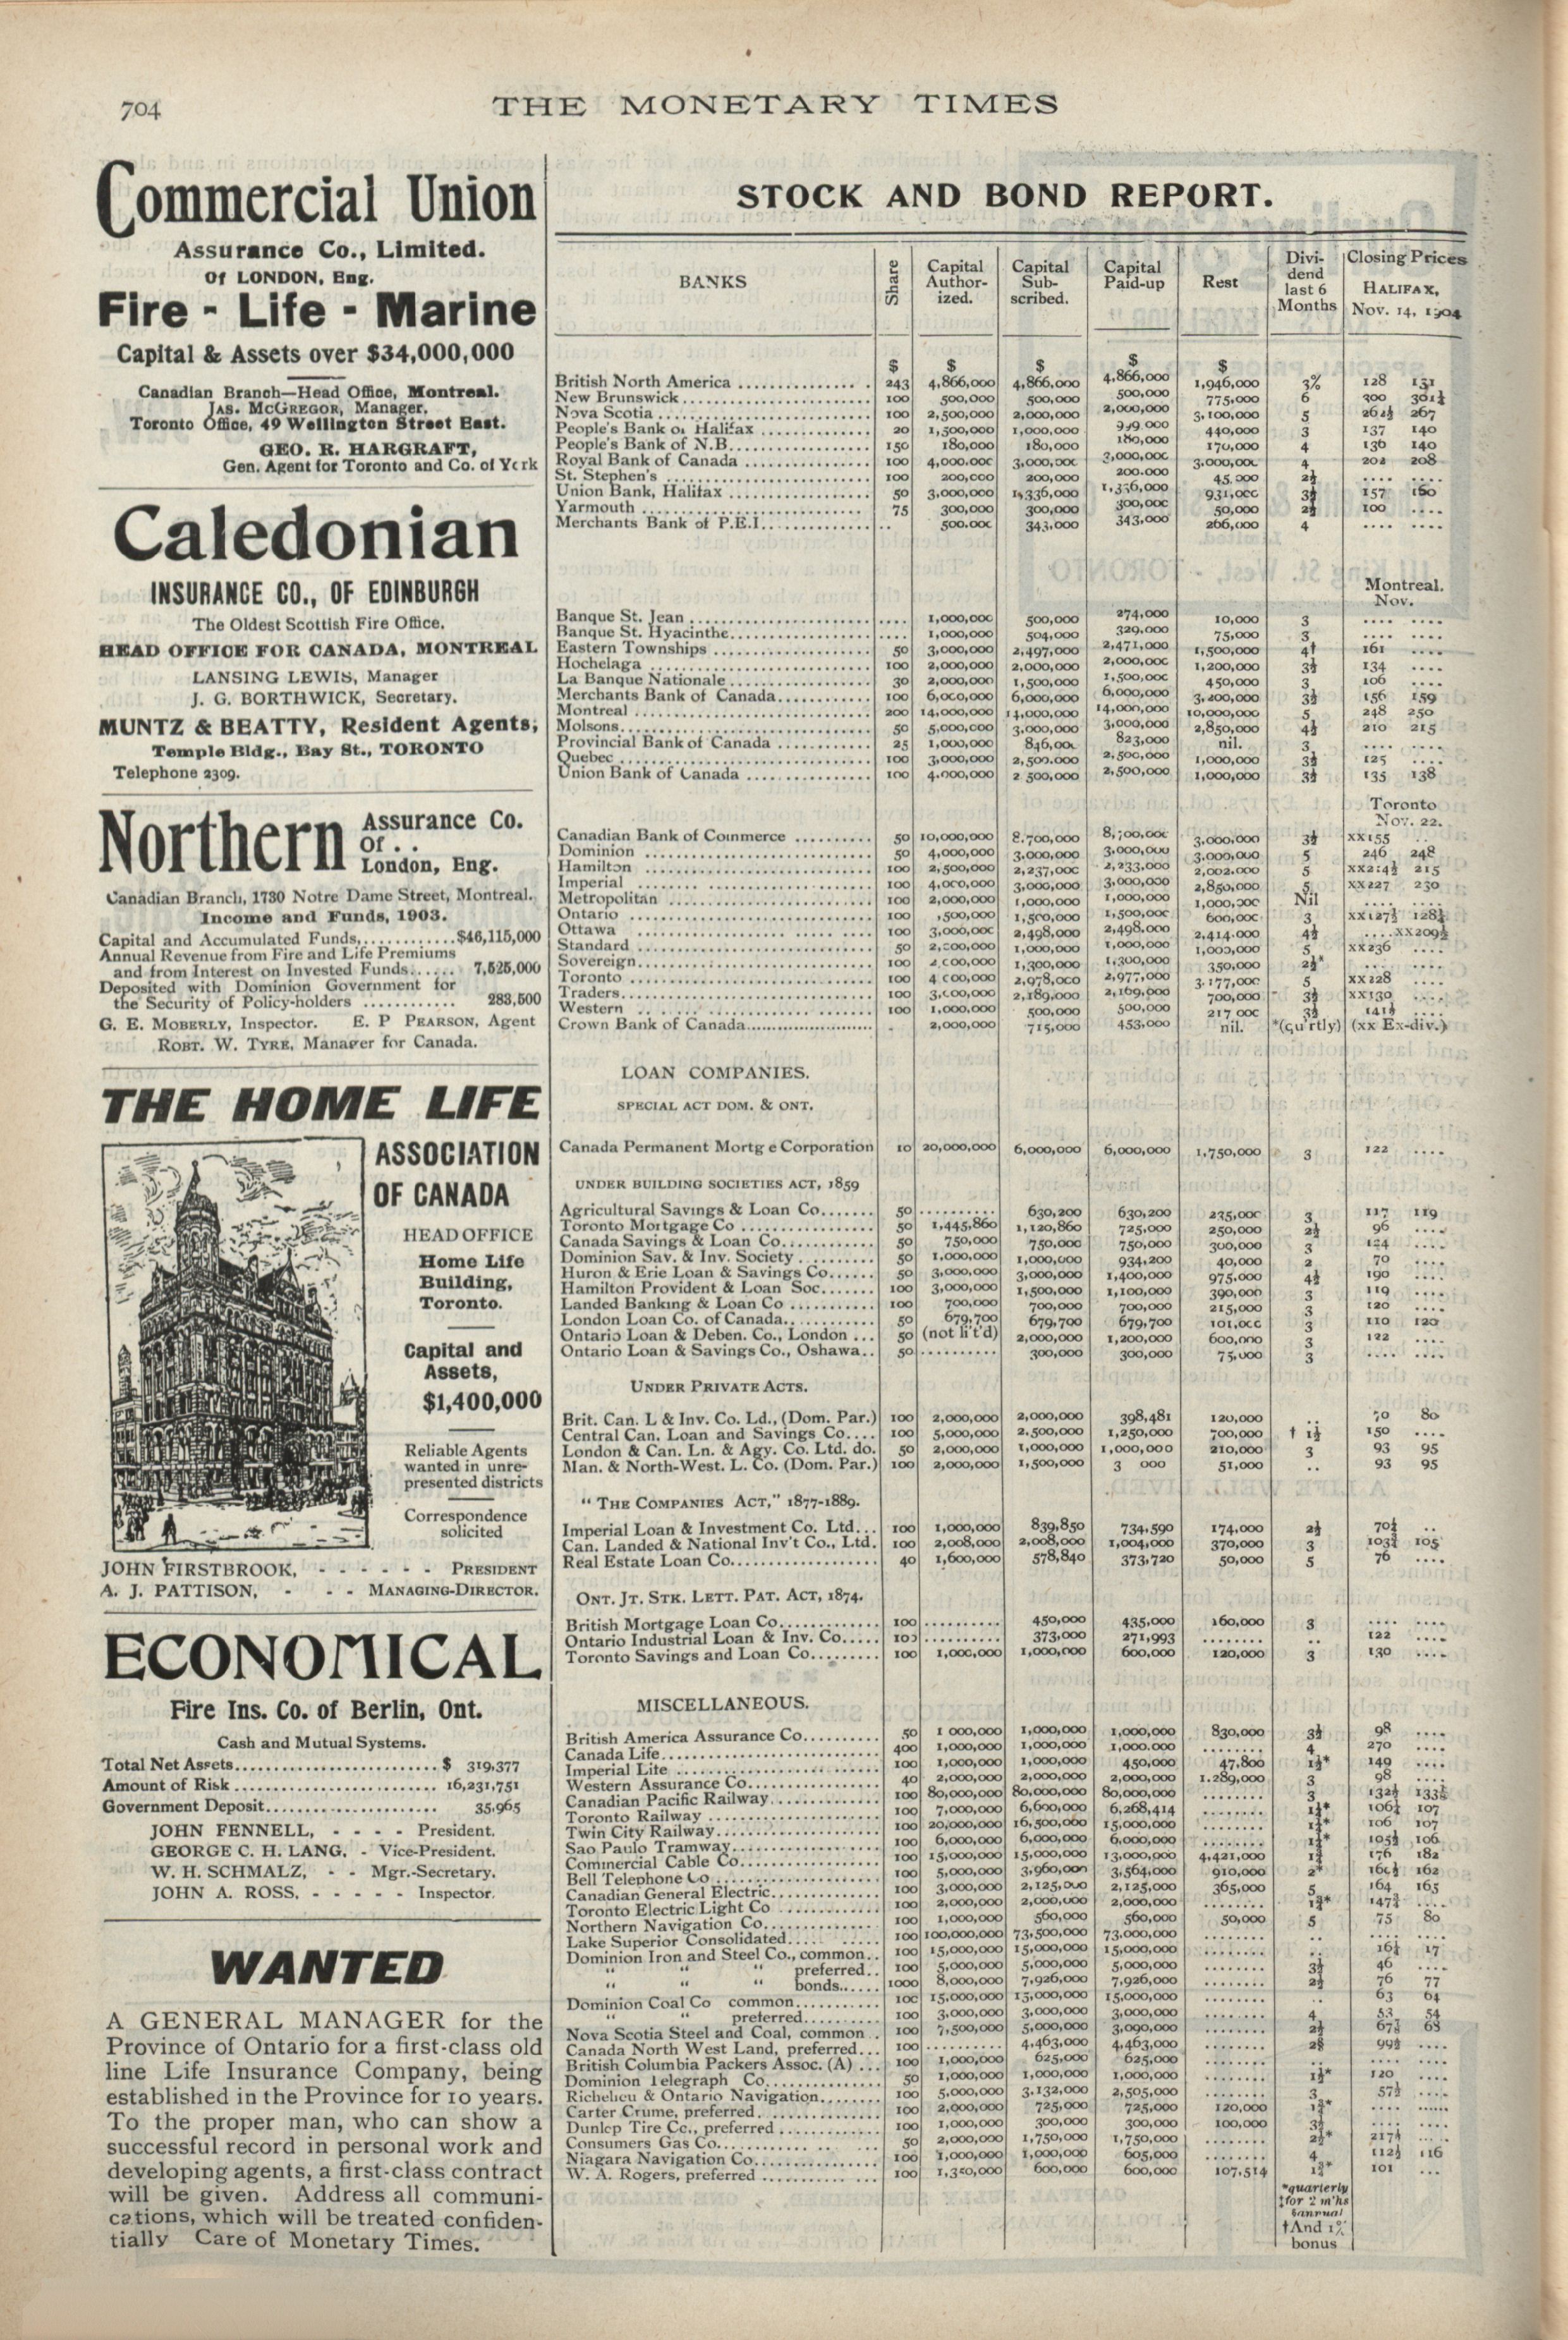 704
THE MONETARY TIMES
Commercial Union
Assurance Co., Limited.
Of LONDON, Eng.
Fire - Life - Marine
Capital & Assets over $34,000,000
Canadian Branch—Head Office, Montreal.
JAS. MCGREGOR, Manager.
Toronto Office, 49 Wellington Street East.
GEO. R. HARGRAFT,
Gen. Agent for Toronto and Co. of York
Caledonian
INSURANCE CO., OF EDINBURGH
The Oldest Scottish Fire Office.
HEAD OFFICE FOR CANADA, MONTREAL
LANSING LEWIS, Manager
J. G. BORTHWICK, Secretary.
MUNTZ & BEATTY, Resident Agents,
Temple Bldg., Bay St., TORONTO
Telephone 2309.
Northern Assurance Co.
OF . .
London, Eng.
Canadian Branch, 1730 Notre Dame Street, Montreal.
Income and Funds, 1903.
Capital and Accumulated Funds,............$46,115,000
Annual Revenue from Fire and Life Premiums
and from Interest on Invested Funds...... 7,525,000
Deposited with Dominion Government for
the Security of Policy-holders ............ 283,500
G. E. MOBERLY, Inspector. E. P PEARSON, Agent
ROBT. W. TYRE, Manager for Canada.
THE HOME LIFE
ASSOCIATION
OF CANADA
HEAD OFFICE
Home Life
Building,
Toronto.
Capital and
Assets,
$1,400,000
Reliable Agents
wanted in unre-
presented districts
Correspondence
solicited
JOHN FIRSTBROOK, - - - - - - PRESIDENT
A. J. PATTISON, - - - MANAGING-DIRECTOR.
ECONOMICAL
Fire Ins. Co. of Berlin, Ont.
Cash and Mutual Systems.
Total Net Assets............................ $ 319,377
Amount of Risk............................ 16,231,751
Government Deposit........................ 35,965
JOHN FENNELL, - - - - President.
GEORGE C. H. LANG, - Vice-President.
W. H. SCHMALZ, - - Mgr.-Secretary.
JOHN A. ROSS, - - - - - Inspector.
WANTED
A GENERAL MANAGER for the
Province of Ontario for a first-class old
line Life Insurance Company, being
established in the Province for 10 years.
To the proper man, who can show a
successful record in personal work and
developing agents, a first-class contract
will be given. Address all communi-
cations, which will be treated confiden-
tially Care of Monetary Times.
STOCK AND BOND REPORT.
BANKS | Share | Capital Author-ized. | Capital Sub-scribed. | Capital Paid-up | Rest | Divi-dend last 6 Months | Closing Prices HALIFAX, Nov. 14, 1904
$ $ $ $ $
British North America 243 4,866,000 4,866,000 4,866,000 1,946,000 3% 128 131
New Brunswick 100 500,000 500,000 500,000 775,000 6 300 301½
Nova Scotia 100 2,500,000 2,000,000 2,000,000 3,100,000 5 261½ 267
People's Bank of Halifax 20 1,500,000 1,000,000 999 000 440,000 3 137 140
People's Bank of N.B. 150 180,000 180,000 180,000 170,000 4 136 140
Royal Bank of Canada 100 4,000,000 3,000,000 3,000,000 3,000,000 4 202 208
St. Stephen's 100 200,000 200,000 200,000 45,000 2½ .... ....
Union Bank, Halifax 50 3,000,000 1,336,000 1,336,000 931,000 3½ 157 160
Yarmouth 75 300,000 300,000 300,000 50,000 2½ 100 ....
Merchants Bank of P.E.I. .. 500,000 343,000 343,000 266,000 4 .... ....
Montreal.
Nov.
Banque St. Jean .... 1,000,000 500,000 274,000 10,000 3 .... ....
Banque St. Hyacinthe .... 1,000,000 504,000 329,000 75,000 3 .... ....
Eastern Townships 50 3,000,000 2,497,000 2,471,000 1,500,000 4† 161 ....
Hochelaga 100 2,000,000 2,000,000 2,000,000 1,200,000 3½ 134 ....
La Banque Nationale 30 2,000,000 1,500,000 1,500,000 450,000 3 106 ....
Merchants Bank of Canada 100 6,000,000 6,000,000 6,000,000 3,200,000 3½ 156 159
Montreal 200 14,000,000 14,000,000 14,000,000 10,000,000 5 248 250
Molsons 50 5,000,000 3,000,000 3,000,000 2,850,000 4½ 210 215
Provincial Bank of Canada 25 1,000,000 846,000 823,000 nil. 3 .... ....
Quebec 100 3,000,000 2,500,000 2,500,000 1,000,000 3½ 125 ....
Union Bank of Canada 100 4,000,000 2 500,000 2,500,000 1,000,000 3½ 135 138
Toronto
Nov. 22.
Canadian Bank of Commerce 50 10,000,000 8,700,000 8,700,000 3,000,000 3½ xx155 ..
Dominion 50 4,000,000 3,000,000 3,000,000 3,000,000 5 246 248
Hamilton 100 2,500,000 2,237,000 2,233,000 2,002,000 5 xx214½ 215
Imperial 100 4,000,000 3,000,000 3,000,000 2,850,000 5 xx227 230
Metropolitan 100 2,000,000 1,000,000 1,000,000 1,000,000 Nil .... ....
Ontario 100 ,500,000 1,500,000 1,500,000 600,000 3 xx127½ 128½
Ottawa 100 3,000,000 2,498,000 2,498,000 2,414,000 4½ ....xx209½
Standard 50 2,000,000 1,000,000 1,000,000 1,000,000 5 xx236 ....
Sovereign 100 2,000,000 1,300,000 1,300,000 350,000 2½* ... ....
Toronto 100 4 000,000 2,978,000 2,977,000 3,177,000 5 xx228 ....
Traders 100 3,000,000 2,189,000 2,169,000 700,000 3½ xx130 ....
Western 100 1,000,000 500,000 500,000 217 000 3½ 141½ ....
Crown Bank of Canada . 2,000,000 715,000 453,000 nil. *(qu'rtly) (xx Ex-div.)
LOAN COMPANIES.
SPECIAL ACT DOM. & ONT.
Canada Permanent Mortg e Corporation 10 20,000,000 6,000,000 6,000,000 1,750,000 3 122 ....
UNDER BUILDING SOCIETIES ACT, 1859
Agricultural Savings & Loan Co. 50 .......... 630,200 630,200 235,000 3 117 119
Toronto Mortgage Co 50 1,445,860 1,120,860 725,000 250,000 2½ 96 ....
Canada Savings & Loan Co. 50 750,000 750,000 750,000 300,000 3 124 ....
Dominion Sav. & Inv. Society 50 1,000,000 1,000,000 934,200 40,000 2 70 ....
Huron & Erie Loan & Savings Co. 50 3,000,000 3,000,000 1,400,000 975,000 4½ 190 ....
Hamilton Provident & Loan Soc. 100 3,000,000 1,500,000 1,100,000 390,000 3 119 ....
Landed Banking & Loan Co 100 700,000 700,000 700,000 215,000 3 120 ....
London Loan Co. of Canada 50 679,700 679,700 679,700 101,000 3 110 120
Ontario Loan & Deben. Co., London 50 (not li't'd) 2,000,000 1,200,000 600,000 3 122 ....
Ontario Loan & Savings Co., Oshawa 50 .......... 300,000 300,000 75,000 3 .... ....
UNDER PRIVATE ACTS.
Brit. Can. L & Inv. Co. Ld., (Dom. Par.) 100 2,000,000 2,000,000 398,481 120,000 .. 70 80
Central Can. Loan and Savings Co. 100 5,000,000 2,500,000 1,250,000 700,000 † 1½ 150 ....
London & Can. Ln. & Agy. Co. Ltd. do. 50 2,000,000 1,000,000 1,000,000 210,000 3 93 95
Man. & North-West. L. Co. (Dom. Par.) 100 2,000,000 1,500,000 3 000 51,000 .. 93 95
"THE COMPANIES ACT," 1877-1889.
Imperial Loan & Investment Co. Ltd. 100 1,000,000 839,850 734,590 174,000 2½ 70½ ..
Can. Landed & National Inv't Co., Ltd. 100 2,008,000 2,008,000 1,004,000 370,000 3 103¾ 105
Real Estate Loan Co. 40 1,600,000 578,840 373,720 50,000 5 76 ....
ONT. JT. STK. LETT. PAT. ACT, 1874.
British Mortgage Loan Co. 100 .......... 450,000 435,000 160,000 3 .... ....
Ontario Industrial Loan & Inv. Co. 100 .......... 373,000 271,993 ........ .. 122 ....
Toronto Savings and Loan Co. 100 1,000,000 1,000,000 600,000 120,000 3 130 ....
MISCELLANEOUS.
British America Assurance Co. 50 1 000,000 1,000,000 1,000,000 830,000 3½ 98 ....
Canada Life 400 1,000,000 1,000,000 1,000,000 ........ 4 270 ....
Imperial Life 100 1,000,000 1,000,000 450,000 47,800 1½* 149 ....
Western Assurance Co. 40 2,000,000 2,000,000 2,000,000 1,289,000 3 98 ....
Canadian Pacific Railway 100 80,000,000 80,000,000 80,000,000 ........ 3 132½ 133½
Toronto Railway 100 7,000,000 6,600,000 6,268,414 ........ 1¼* 106½ 107
Twin City Railway 100 20,000,000 16,500,000 15,000,000 ........ 1¼* 106 107
Sao Paulo Tramway 100 6,000,000 6,000,000 6,000,000 ........ 1¾* 105½ 106
Commercial Cable Co. 100 15,000,000 15,000,000 13,000,000 4,421,000 1¾ 176 182
Bell Telephone Co 100 5,000,000 3,960,000 3,564,000 910,000 2* 160½ 162
Canadian General Electric 100 3,000,000 2,125,000 2,125,000 365,000 5 164 165
Toronto Electric Light Co 100 2,000,000 2,000,000 2,000,000 ........ 1¾* 147¾ ....
Northern Navigation Co. 100 1,000,000 560,000 560,000 50,000 5 75 80
Lake Superior Consolidated 100 100,000,000 73,500,000 73,000,000 ........ .. .... ....
Dominion Iron and Steel Co., common 100 15,000,000 15,000,000 15,000,000 ........ .. 16½ 17
" " " preferred 100 5,000,000 5,000,000 5,000,000 ........ 3½ 46 ....
" " " bonds 1000 8,000,000 7,926,000 7,926,000 ........ 2½ 76 77
Dominion Coal Co common 100 15,000,000 15,000,000 15,000,000 ........ .. 63 64
" " preferred 100 3,000,000 3,000,000 3,000,000 ........ 4 53 54
Nova Scotia Steel and Coal, common 100 7,500,000 5,000,000 3,090,000 ........ 2½ 67¾ 68
Canada North West Land, preferred 100 .......... 4,463,000 4,463,000 ........ 99½ ....
British Columbia Packers Assoc. (A) 100 1,000,000 625,000 625,000 ........ .. .... ....
Dominion Telegraph Co. 50 1,000,000 1,000,000 1,000,000 ........ 1½* 120 ....
Richelieu & Ontario Navigation 100 5,000,000 3,132,000 2,505,000 ........ 3 57½ ....
Carter Crume, preferred 100 2,000,000 725,000 725,000 120,000 1¾* .... ......
Dunlop Tire Co., preferred 100 1,000,000 300,000 300,000 100,000 3½ .... ....
Consumers Gas Co. 50 2,000,000 1,750,000 1,750,000 ........ 2½* 217½ ....
Niagara Navigation Co. 100 1,000,000 1,000,000 605,000 ........ 4 112½ 116
W. A. Rogers, preferred 100 1,350,000 600,000 600,000 107,514 1¾* 101 ...
*quarterly
‡for 2 m'hs
§annual
†And 1%
bonus